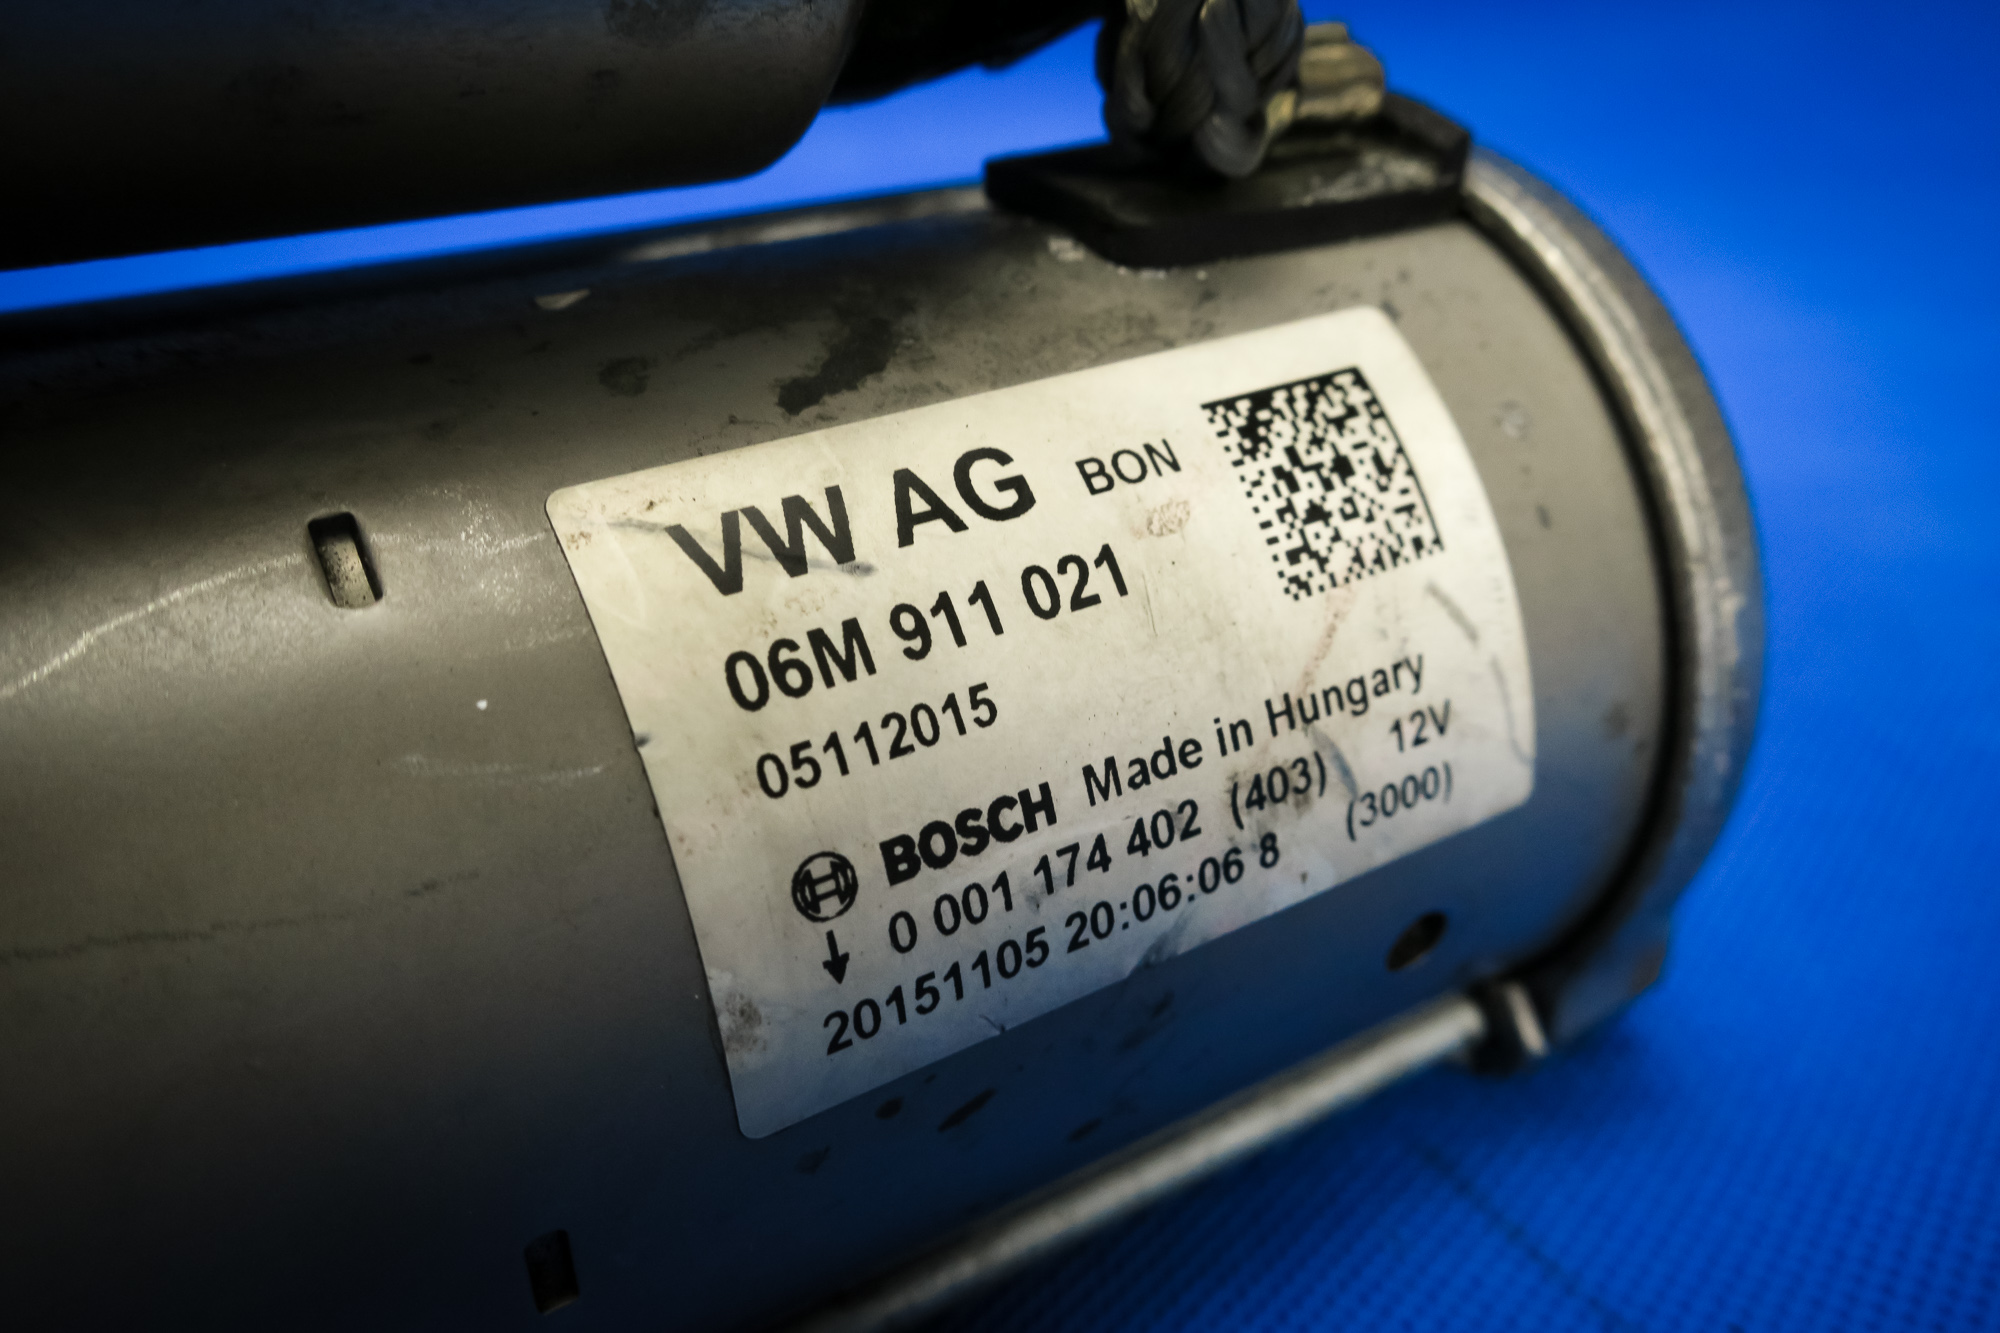 VW AG BON
06M 911 021
05112015
BOSCH Made in Hungary
0 001 174 402 (403) 12V
20151105 20:06:06 8 (3000)